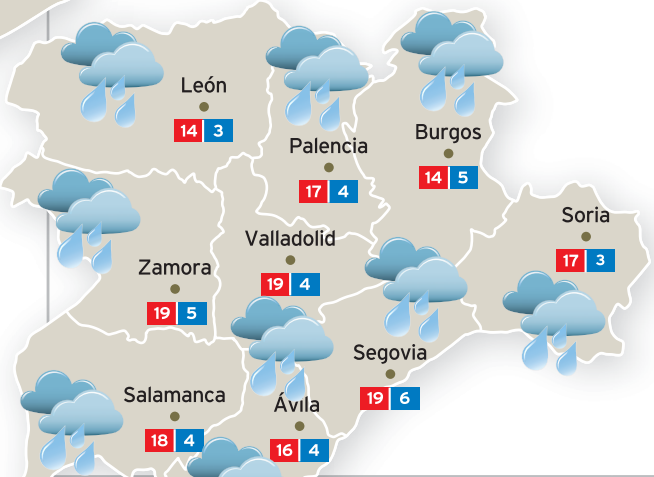 León
14 3
Palencia
17 4
Burgos
14 5
Soria
17 3
Zamora
19 5
Valladolid
19 4
Segovia
19 6
Salamanca
18 4
Ávila
16 4